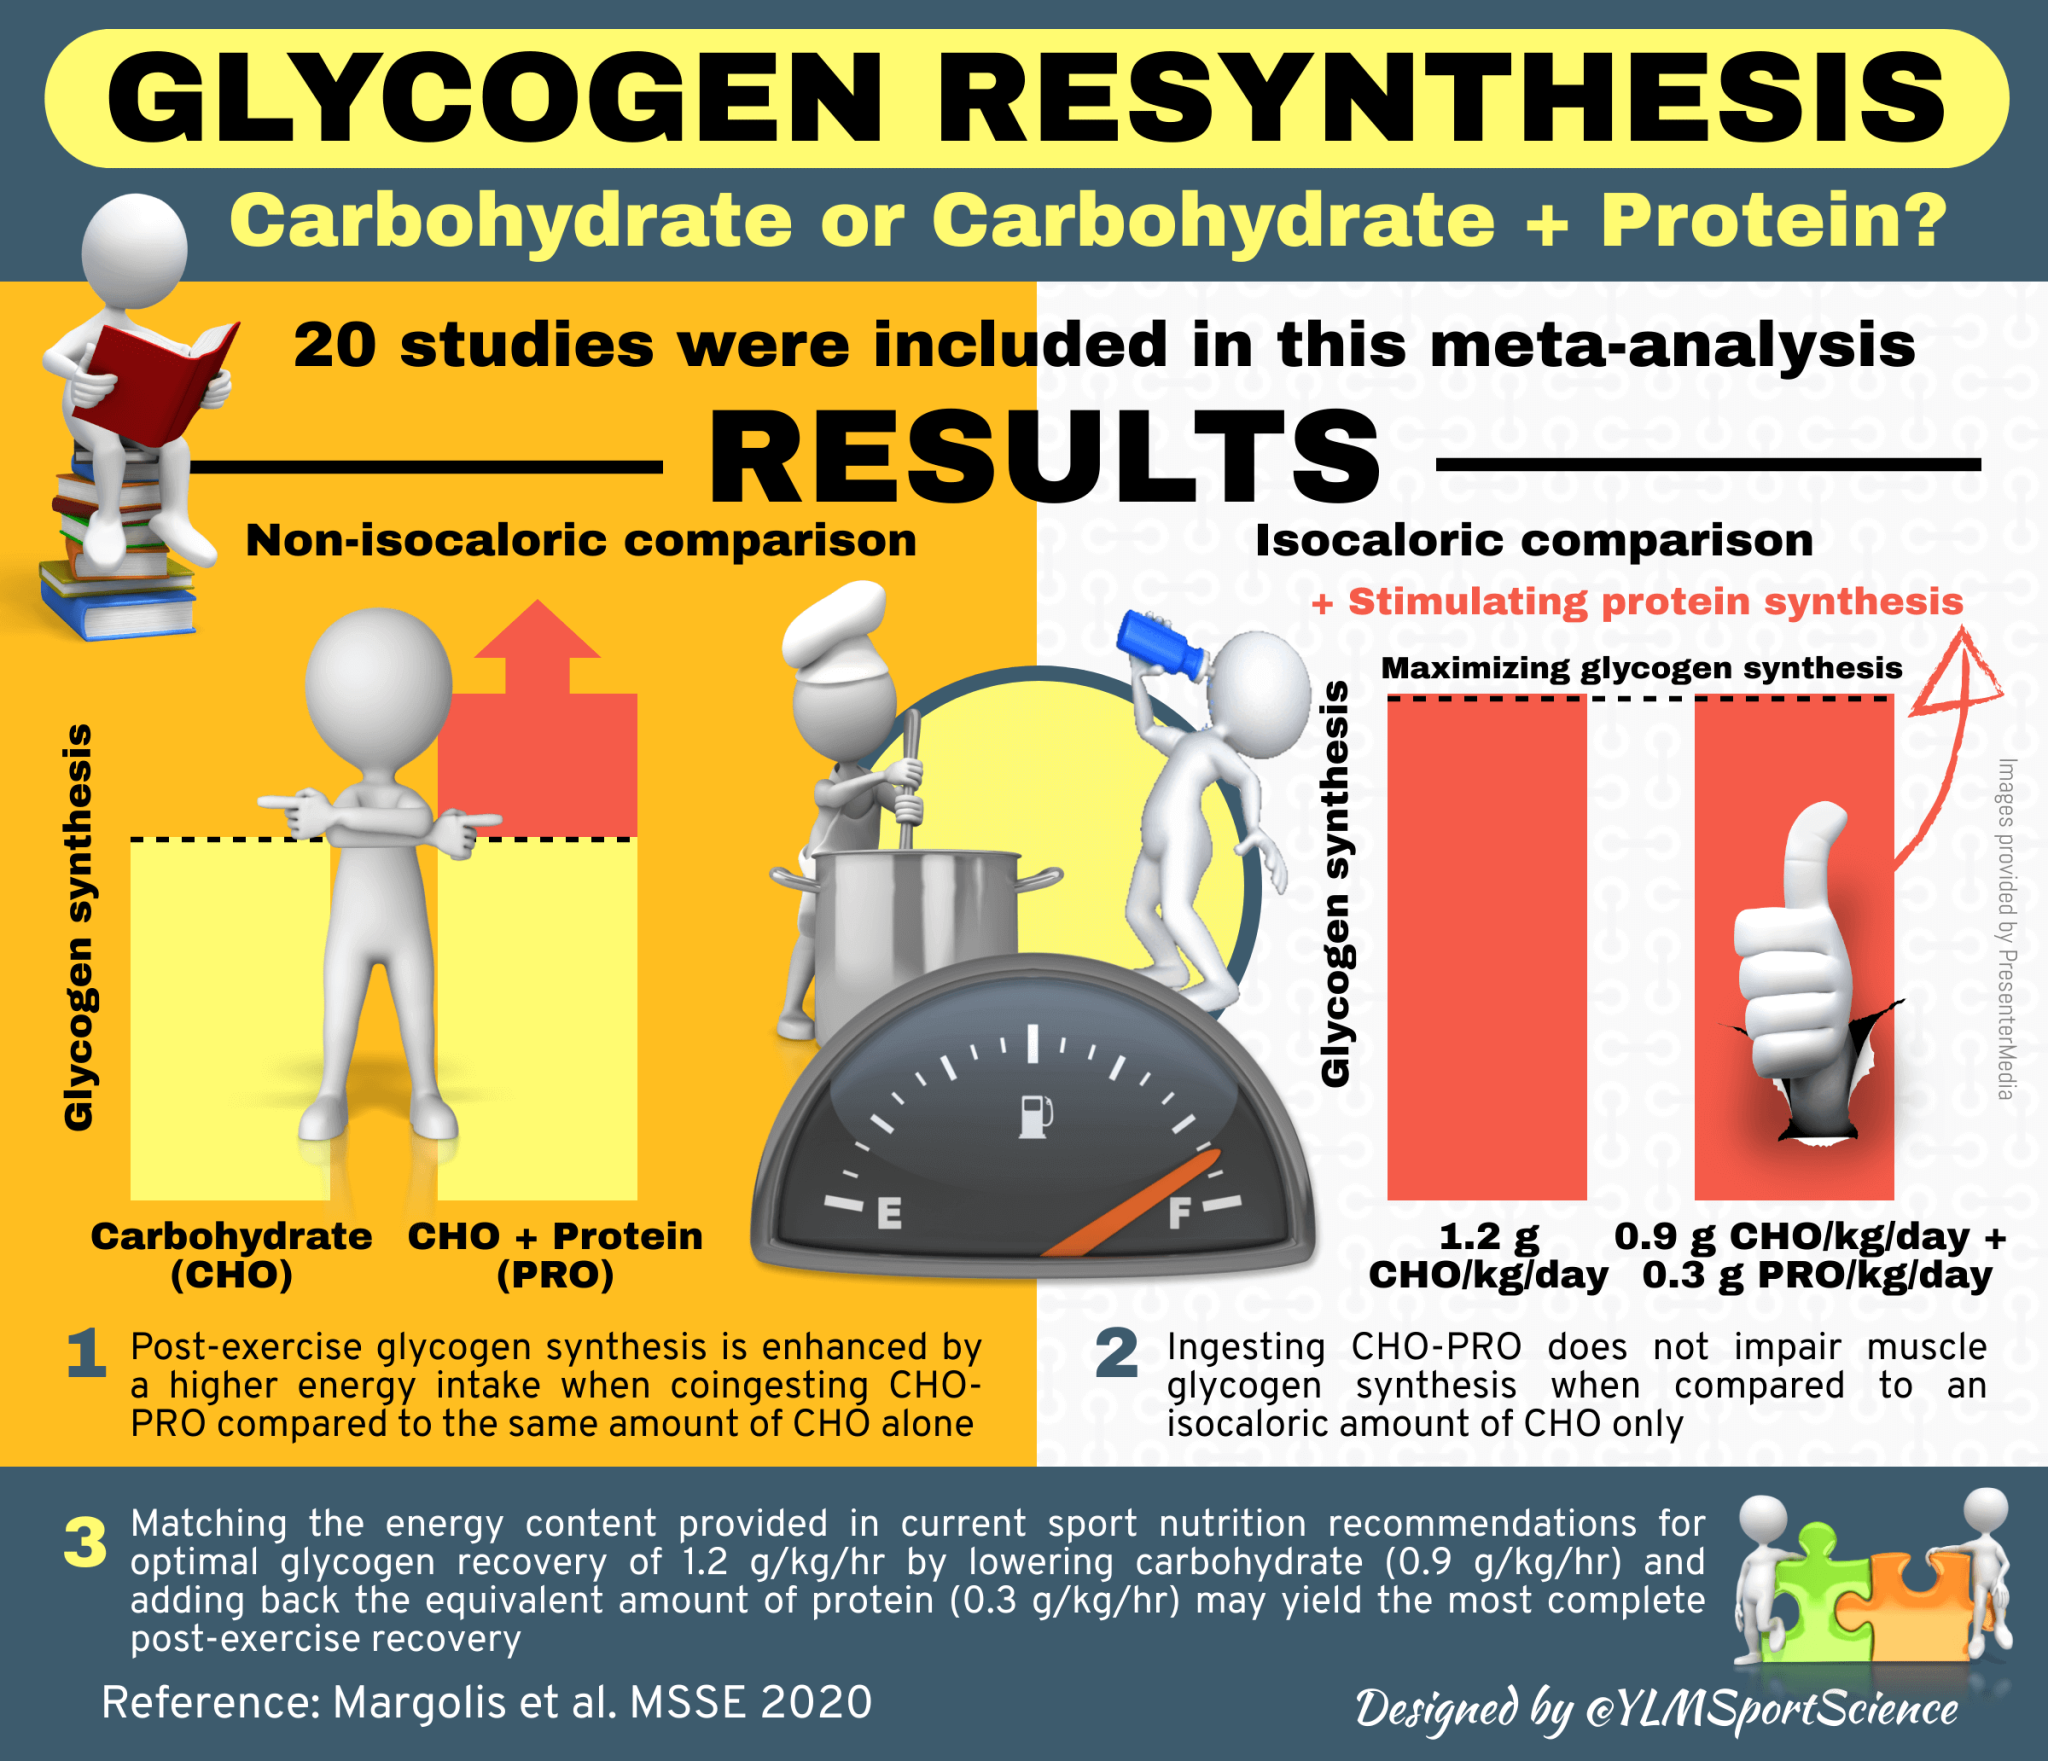 GLYCOGEN RESYNTHESIS
Carbohydrate or Carbohydrate + Protein?
20 studies were included in this meta-analysis
RESULTS
Non-isocaloric comparison
Glycogen synthesis
Carbohydrate
(CHO)
CHO + Protein
(PRO)
E
F
Isocaloric comparison
+ Stimulating protein synthesis
Maximizing glycogen synthesis
Glycogen synthesis
1.2 g
CHO/kg/day
0.9 g CHO/kg/day +
0.3 g PRO/kg/day
Images provided by PresenterMedia
1
Post-exercise glycogen synthesis is enhanced by
a higher energy intake when coingesting CHO-
PRO compared to the same amount of CHO alone
2
Ingesting CHO-PRO does not impair muscle
glycogen synthesis when compared to an
isocaloric amount of CHO only
3
Matching the energy content provided in current sport nutrition recommendations for
optimal glycogen recovery of 1.2 g/kg/hr by lowering carbohydrate (0.9 g/kg/hr) and
adding back the equivalent amount of protein (0.3 g/kg/hr) may yield the most complete
post-exercise recovery
Reference: Margolis et al. MSSE 2020
Designed by @YLMSportScience